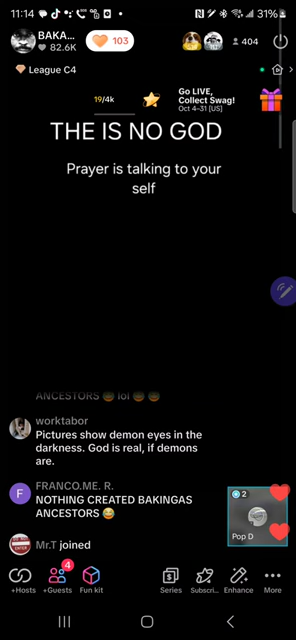 11:14
31%
BAKA...
82.6K
103
404
League C4
19/4k
Go LIVE,
Collect Swag!
Oct 4–31 [US]
THE IS NO GOD
Prayer is talking to your
self
ANCESTORS 😂 lol 😂 😂
worktabor
Pictures show demon eyes in the
darkness. God is real, if demons
are.
F
FRANCO.ME. R.
NOTHING CREATED BAKINGAS
ANCESTORS 😂
2
Pop D
Mr.T joined
4
+Hosts
+Guests
Fun kit
Series
Subscri...
Enhance
More